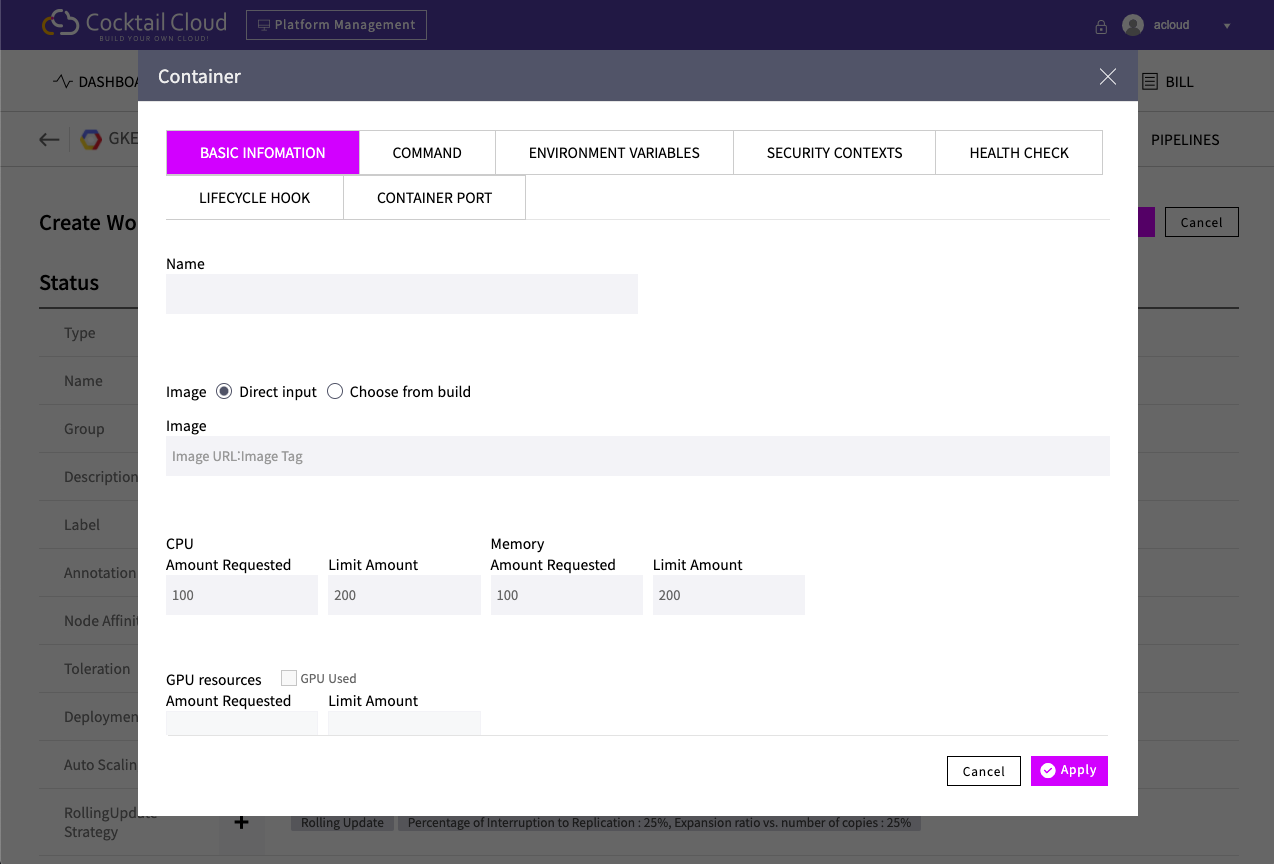 Cocktail Cloud
BUILD YOUR OWN CLOUD!
Platform Management
acloud
DASHBOA
BILL
GKE
PIPELINES
Create Wo
Cancel
Status
Type
Name
Group
Description
Label
Annotation
Node Affinit
Toleration
Deploymen
Auto Scalin
RollingUpdate
Strategy
Rolling Update
Percentage of Interruption to Replication : 25%, Expansion ratio vs. number of copies : 25%
Container
BASIC INFOMATION
COMMAND
ENVIRONMENT VARIABLES
SECURITY CONTEXTS
HEALTH CHECK
LIFECYCLE HOOK
CONTAINER PORT
Name
Image
Direct input
Choose from build
Image
Image URL:Image Tag
CPU
Memory
Amount Requested
Limit Amount
Amount Requested
Limit Amount
100
200
100
200
GPU resources
GPU Used
Amount Requested
Limit Amount
Cancel
Apply